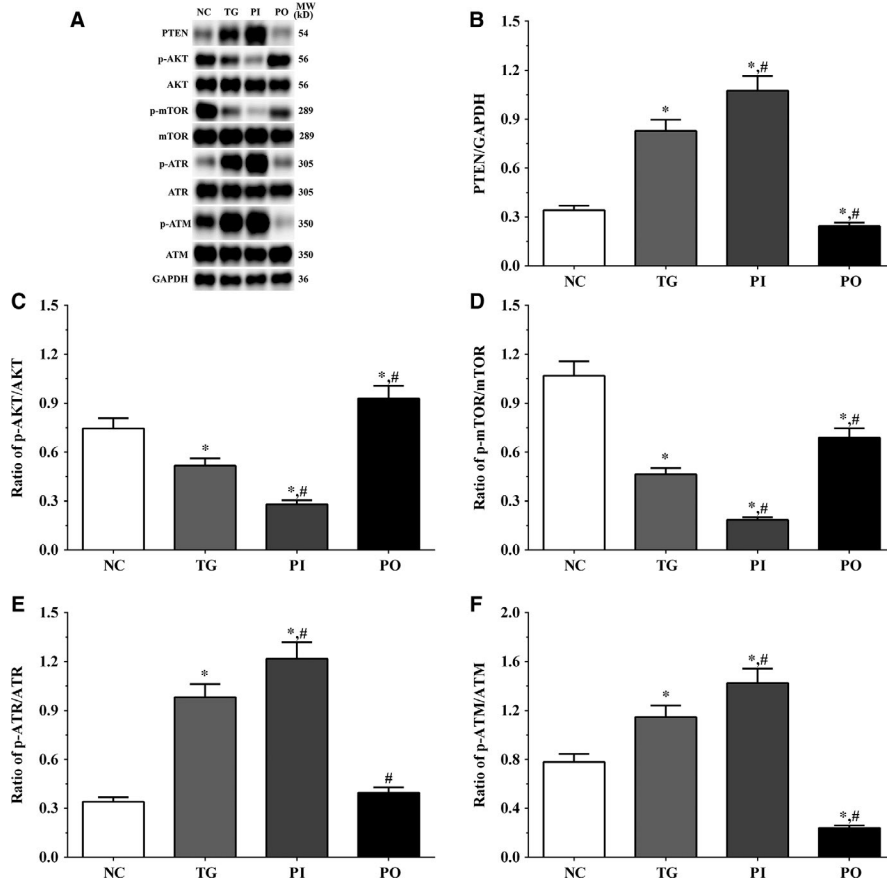 A
NC TG PI PO MW (kD)
PTEN 54
p-AKT 56
AKT 56
p-mTOR 289
mTOR 289
p-ATR 305
ATR 305
p-ATM 350
ATM 350
GAPDH 36
B
PTEN/GAPDH
1.5
1.2
0.9
0.6
0.3
0.0
*
*,#
*,#
NC TG PI PO
C
Ratio of p-AKT/AKT
1.5
1.2
0.9
0.6
0.3
0.0
*
*,#
*,#
NC TG PI PO
D
Ratio of p-mTOR/mTOR
1.5
1.2
0.9
0.6
0.3
0.0
*
*,#
*,#
NC TG PI PO
E
Ratio of p-ATR/ATR
1.5
1.2
0.9
0.6
0.3
0.0
*
*,#
#
NC TG PI PO
F
Ratio of p-ATM/ATM
2.0
1.6
1.2
0.8
0.4
0.0
*
*,#
*,#
NC TG PI PO